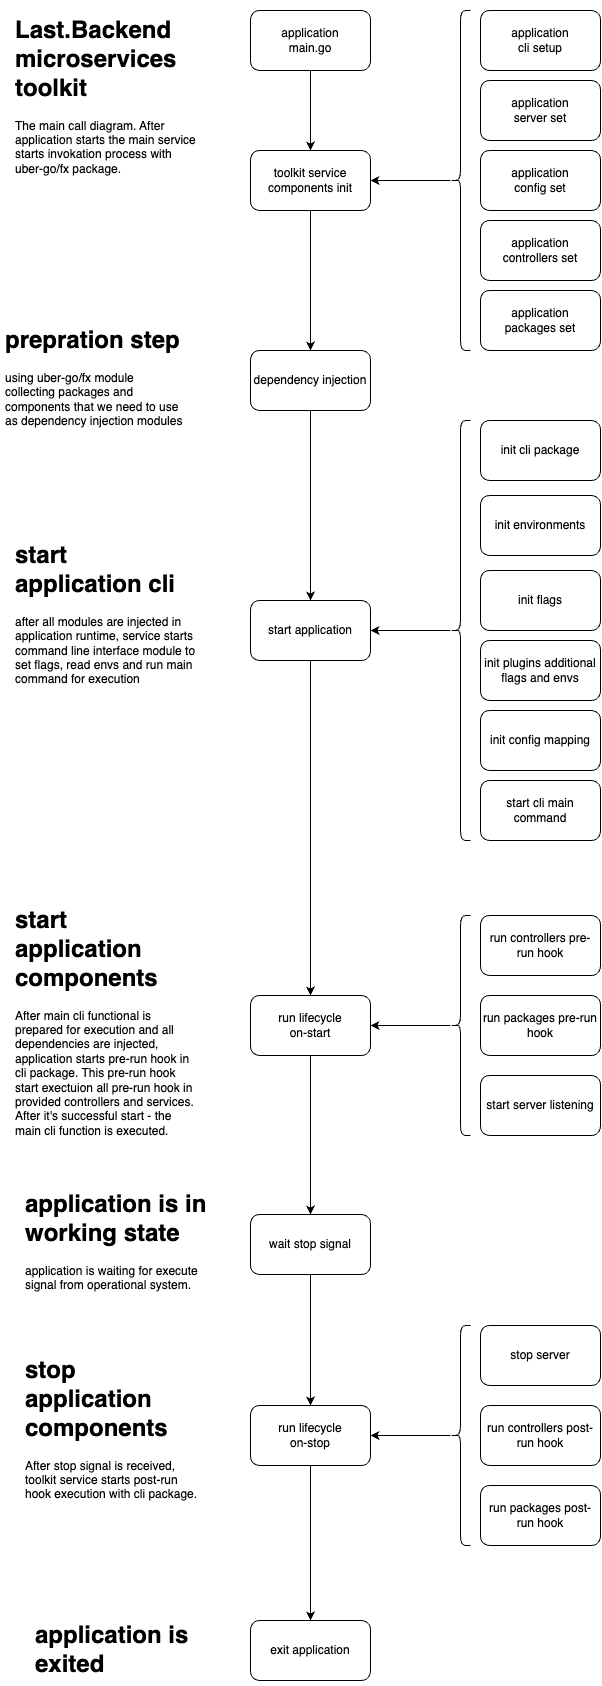 Last.Backend
microservices
toolkit
The main call diagram. After
application starts the main service
starts invokation process with
uber-go/fx package.
application
main.go
toolkit service
components init
application
cli setup
application
server set
application
config set
application
controllers set
application
packages set
prepration step
using uber-go/fx module
collecting packages and
components that we need to use
as dependency injection modules
dependency injection
start
application cli
after all modules are injected in
application runtime, service starts
command line interface module to
set flags, read envs and run main
command for execution
start application
init cli package
init environments
init flags
init plugins additional
flags and envs
init config mapping
start cli main
command
start
application
components
After main cli functional is
prepared for execution and all
dependencies are injected,
application starts pre-run hook in
cli package. This pre-run hook
start exectuion all pre-run hook in
provided controllers and services.
After it's successful start - the
main cli function is executed.
run lifecycle
on-start
run controllers pre-
run hook
run packages pre-run
hook
start server listening
application is in
working state
application is waiting for execute
signal from operational system.
wait stop signal
stop
application
components
After stop signal is received,
toolkit service starts post-run
hook execution with cli package.
run lifecycle
on-stop
stop server
run controllers post-
run hook
run packages post-
run hook
application is
exited
exit application